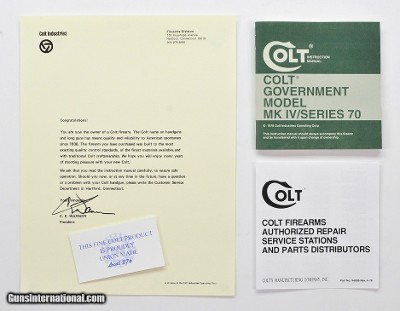 Colt Industries
Firearms Division
Congratulations!
You are now the owner of a Colt firearm. The Colt name on handguns
and long guns has meant quality and reliability to American sportsmen
since 1836. The firearm you have purchased was built to the most
exacting quality control standards, of the finest materials available, and
with traditional Colt craftsmanship. We hope you will enjoy many years
of shooting pleasure with your new Colt.
We ask that you read the instruction manual carefully, to ensure safe
operation. Should you, now or at any time in the future, have a question
or a problem with your Colt handgun, please write the Customer Service
Department in Hartford, Connecticut.
President
THIS FINE COLT PRODUCT
IS PROUDLY
UNION MADE
COLT
INSTRUCTION
MANUAL
COLT
GOVERNMENT
MODEL
MK IV/SERIES 70
COLT
COLT FIREARMS
AUTHORIZED REPAIR
SERVICE STATIONS
AND PARTS DISTRIBUTORS
COLT'S MANUFACTURING COMPANY, INC.
GunsInternational.com